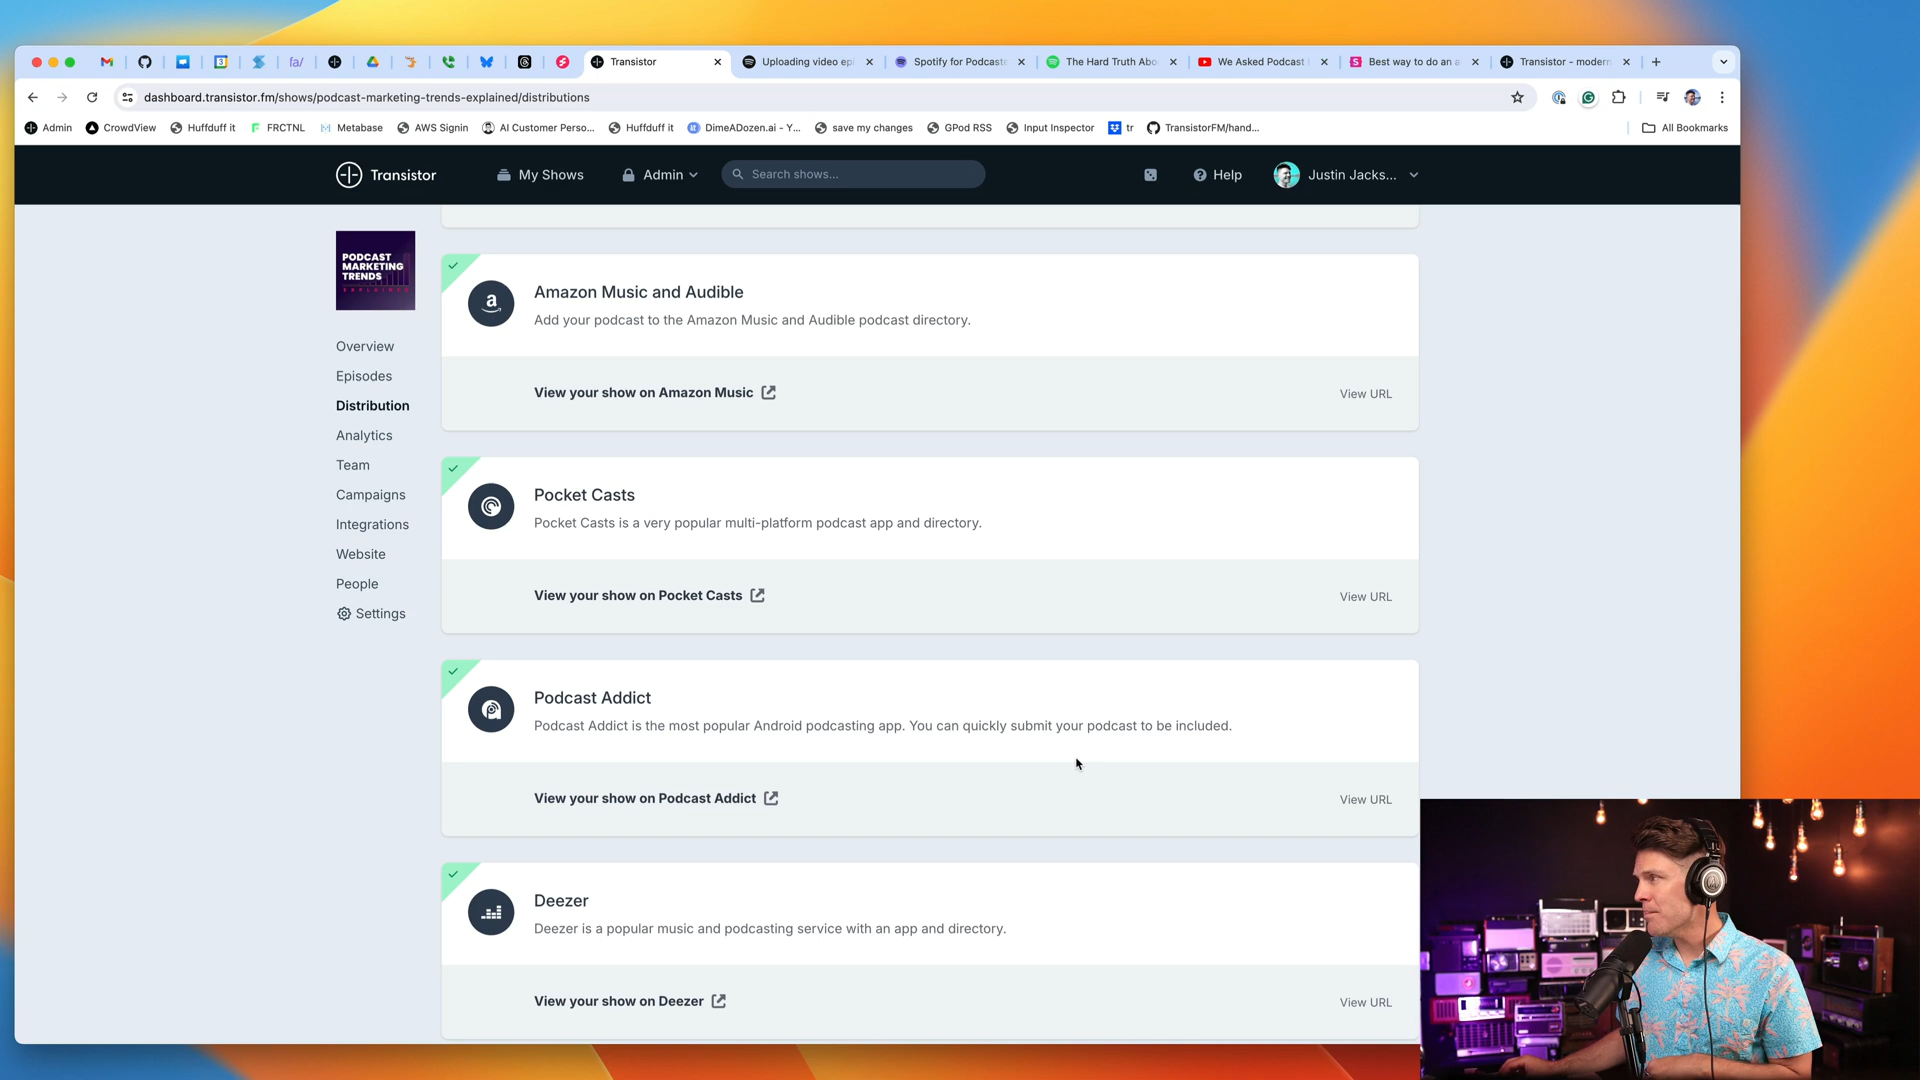 Transistor
Uploading video ep
Spotify for Podcaste
The Hard Truth Abo
We Asked Podcast
Best way to do an a
Transistor - modern
dashboard.transistor.fm/shows/podcast-marketing-trends-explained/distributions
Admin
CrowdView
Huffduff it
FRCTNL
Metabase
AWS Signin
AI Customer Perso...
Huffduff it
DimeADozen.ai - Y...
save my changes
GPod RSS
Input Inspector
tr
TransistorFM/hand...
All Bookmarks
Transistor
My Shows
Admin
Search shows...
Help
Justin Jacks...
PODCAST
MARKETING
TRENDS
EXPLAINED
Overview
Episodes
Distribution
Analytics
Team
Campaigns
Integrations
Website
People
Settings
Amazon Music and Audible
Add your podcast to the Amazon Music and Audible podcast directory.
View your show on Amazon Music
View URL
Pocket Casts
Pocket Casts is a very popular multi-platform podcast app and directory.
View your show on Pocket Casts
View URL
Podcast Addict
Podcast Addict is the most popular Android podcasting app. You can quickly submit your podcast to be included.
View your show on Podcast Addict
View URL
Deezer
Deezer is a popular music and podcasting service with an app and directory.
View your show on Deezer
View URL